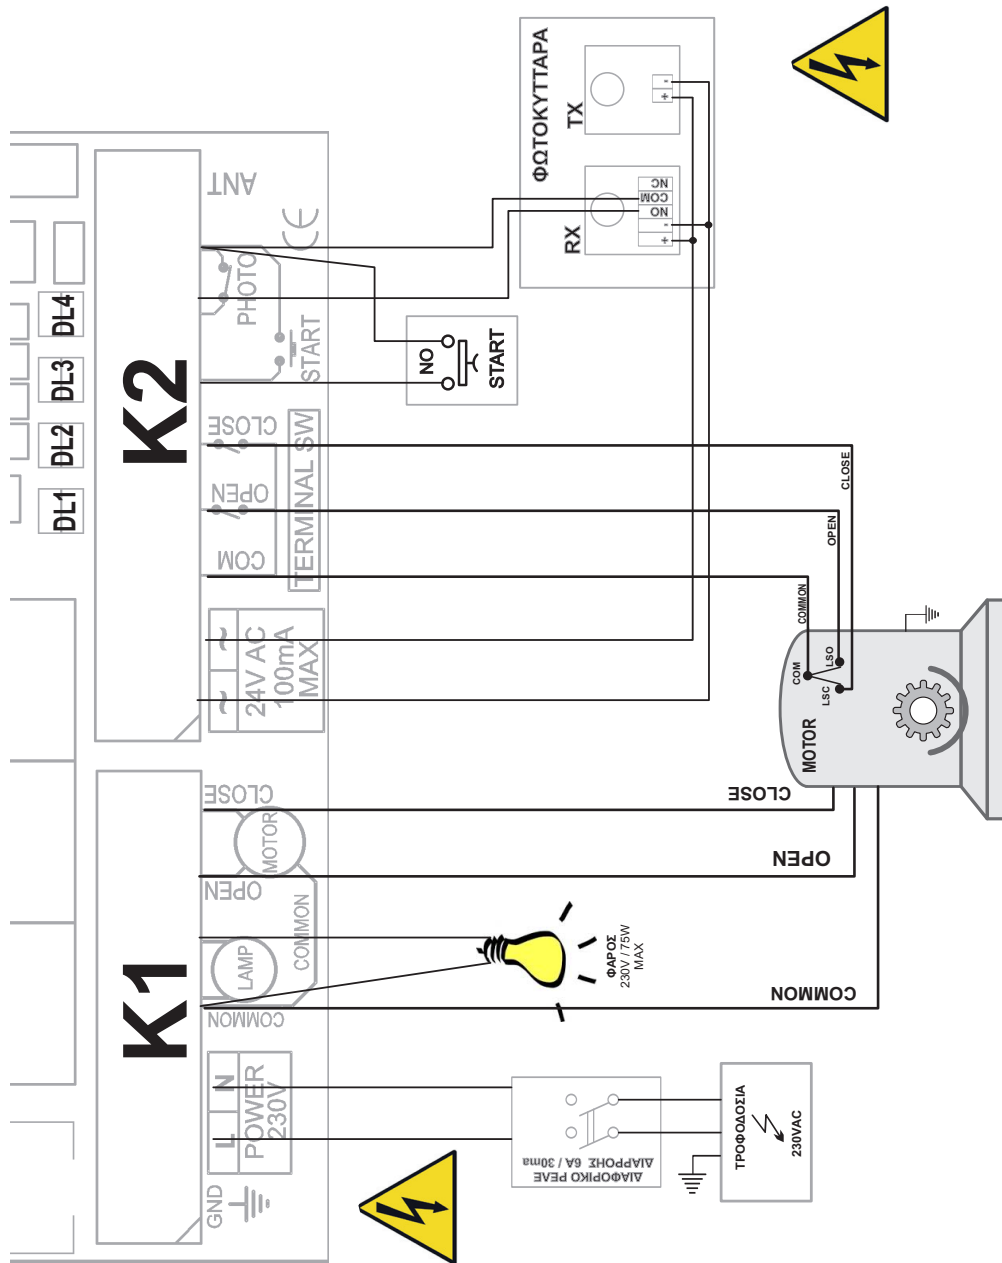 ΦΩΤΟΚΥΤΤΑΡΑ
TX
-
+
RX
NC
COM
NO
-
+
ANT
CE
PHOTO
START
DL4
DL3
DL2
DL1
K2
NO
START
CLOSE
OPEN
COM
TERMINAL SW
~
~
24V AC
100mA
MAX
CLOSE
OPEN
COMMON
COM
LSO
LSC
MOTOR
K1
CLOSE
MOTOR
OPEN
LAMP
COMMON
COMMON
CLOSE
OPEN
COMMON
ΦΑΡΟΣ
230V / 75W
MAX
N
L
POWER
230V
GND
ΔΙΑΦΟΡΙΚΟ ΡΕΛΕ
ΔΙΑΡΡΟΗΣ 6A / 30ma
ΤΡΟΦΟΔΟΣΙΑ
230VAC